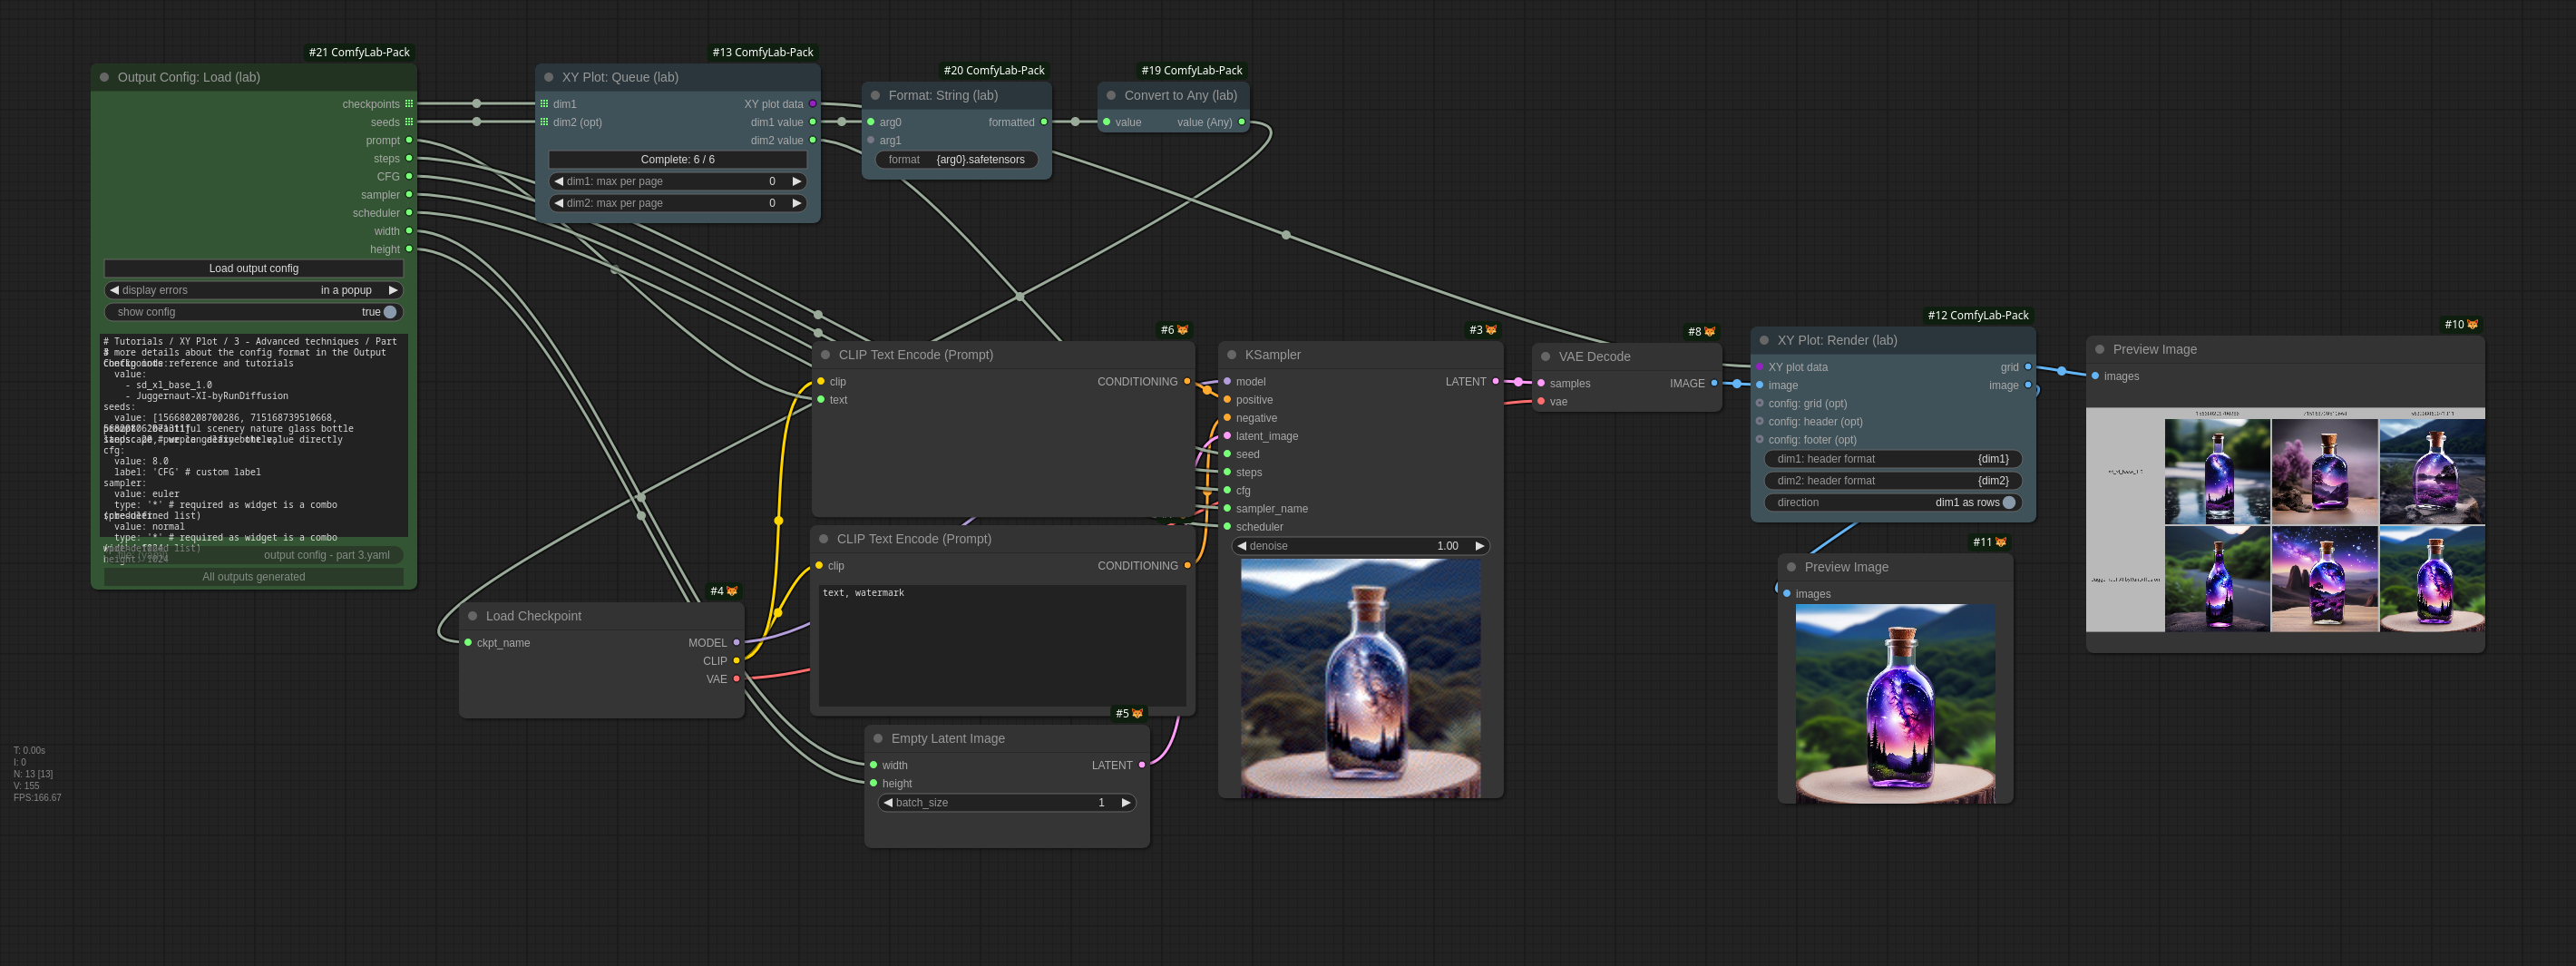 #21 ComfyLab-Pack
Output Config: Load (lab)
checkpoints
seeds
prompt
steps
CFG
sampler
scheduler
width
height
Load output config
display errors in a popup
show config true
# Tutorials / XY Plot / 3 - Advanced techniques / Part
# more details about the config format in the Output
reference and tutorials
value:
- sd_xl_base_1.0
- Juggernaut-XI-byRunDiffusion
seeds:
value: [156680208700286, 715168739510668,
scenery nature glass bottle
value directly
cfg:
value: 8.0
label: 'CFG' # custom label
sampler:
value: euler
type: '*' # required as widget is a combo
list)
value: normal
type: '*' # required as widget is a combo
list)
output config - part 3.yaml
height: 1024
All outputs generated
#13 ComfyLab-Pack
XY Plot: Queue (lab)
dim1 XY plot data
dim2 (opt) dim1 value
dim2 value
Complete: 6 / 6
dim1: max per page 0
dim2: max per page 0
#20 ComfyLab-Pack
Format: String (lab)
arg0 formatted
arg1
format {arg0}.safetensors
#19 ComfyLab-Pack
Convert to Any (lab)
value value (Any)
#6
CLIP Text Encode (Prompt)
clip CONDITIONING
text
CLIP Text Encode (Prompt)
clip CONDITIONING
text, watermark
#4
Load Checkpoint
ckpt_name MODEL
CLIP
VAE
#5
Empty Latent Image
width LATENT
height
batch_size 1
#3
KSampler
model LATENT
positive
negative
latent_image
seed
steps
cfg
sampler_name
scheduler
denoise 1.00
#8
VAE Decode
samples IMAGE
vae
#12 ComfyLab-Pack
XY Plot: Render (lab)
XY plot data grid
image image
config: grid (opt)
config: header (opt)
config: footer (opt)
dim1: header format {dim1}
dim2: header format {dim2}
direction dim1 as rows
#11
Preview Image
images
#10
Preview Image
images
T: 0.00s
I: 0
N: 13 [13]
V: 155
FPS:166.67